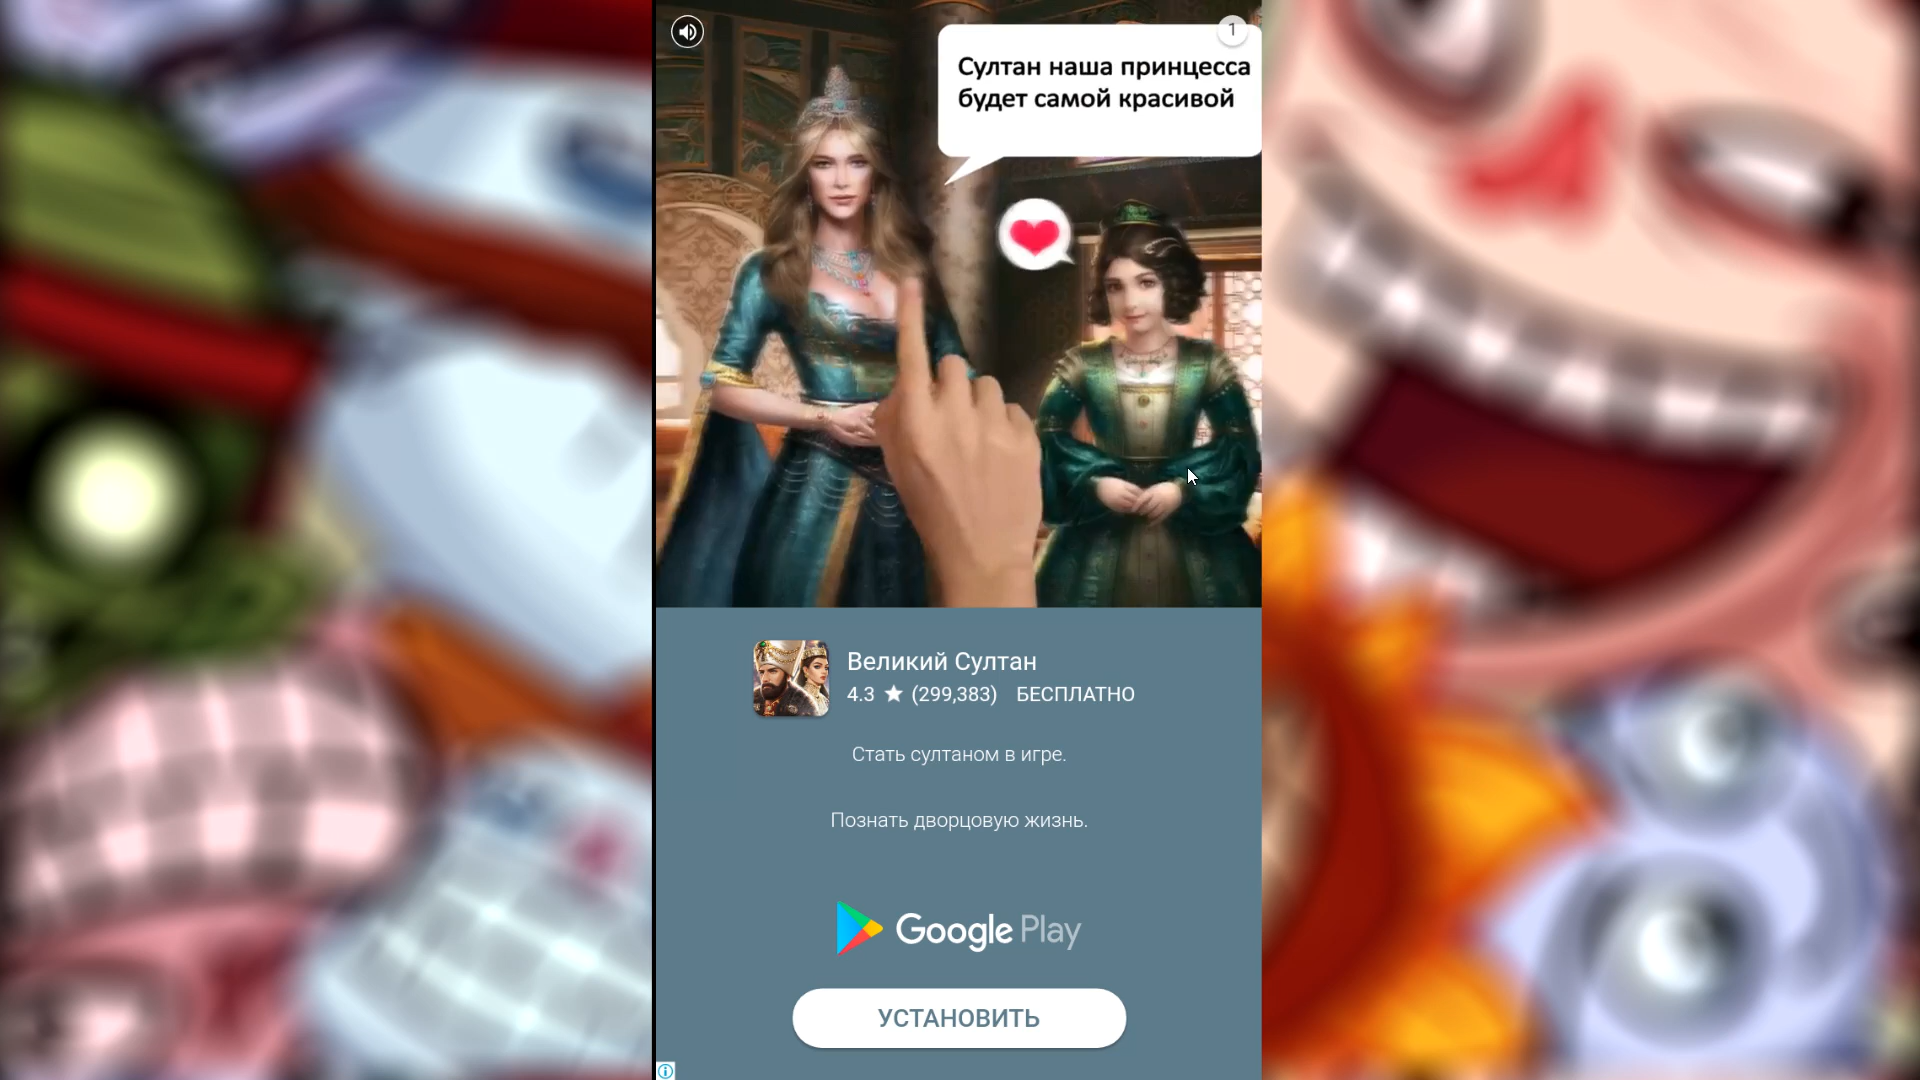 1
Султан наша принцесса
будет самой красивой
Великий Султан
4.3 ★ (299,383) БЕСПЛАТНО
Стать султаном в игре.
Познать дворцовую жизнь.
Google Play
УСТАНОВИТЬ